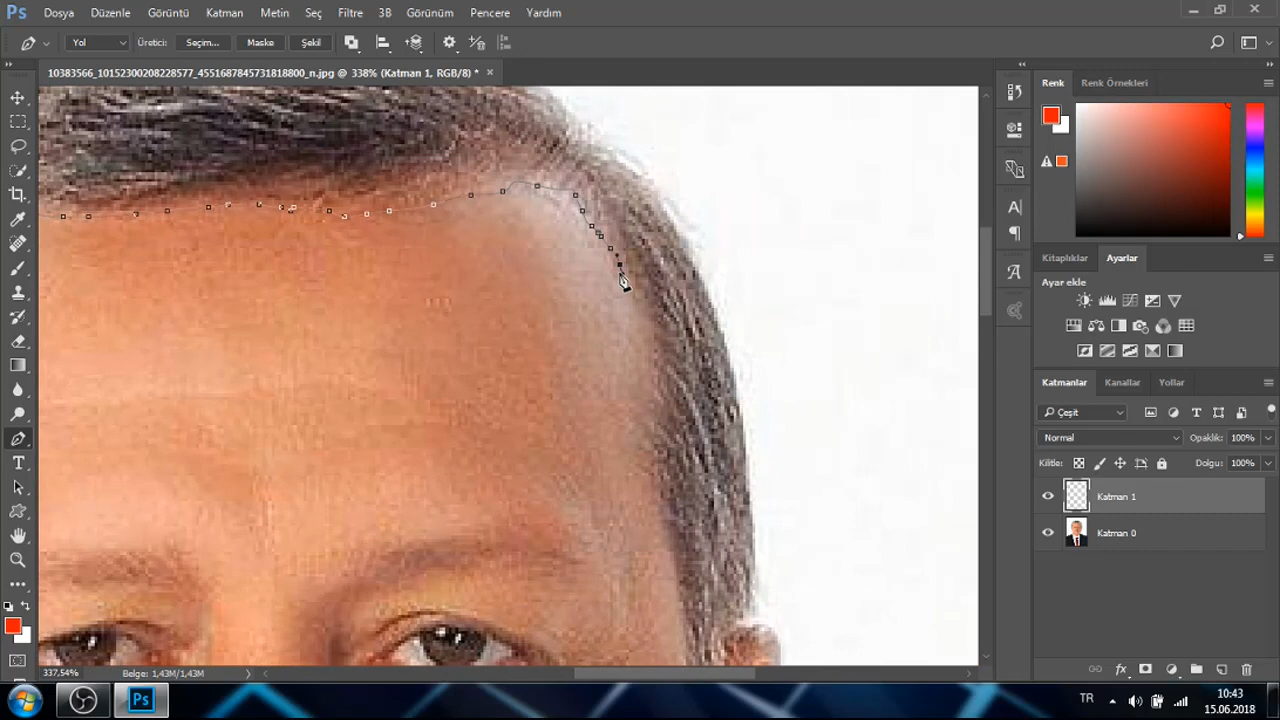 Ps Dosya Düzenle Görüntü Katman Metin Seç Filtre 3B Görünüm Pencere Yardım
Yol Üretici: Seçim... Maske Şekil
10383566_10152300208228577_4551687845731818800_n.jpg @ 338% (Katman 1, RGB/8) *
Renk Renk Örnekleri
Kitaplıklar Ayarlar
Ayar ekle
Katmanlar Kanallar Yollar
Çeşit
Normal Opaklık: 100%
Kilitle: Dolgu: 100%
Katman 1
Katman 0
337,54% Belge: 1,43M/1,43M
Ps TR 10:43
15.06.2018